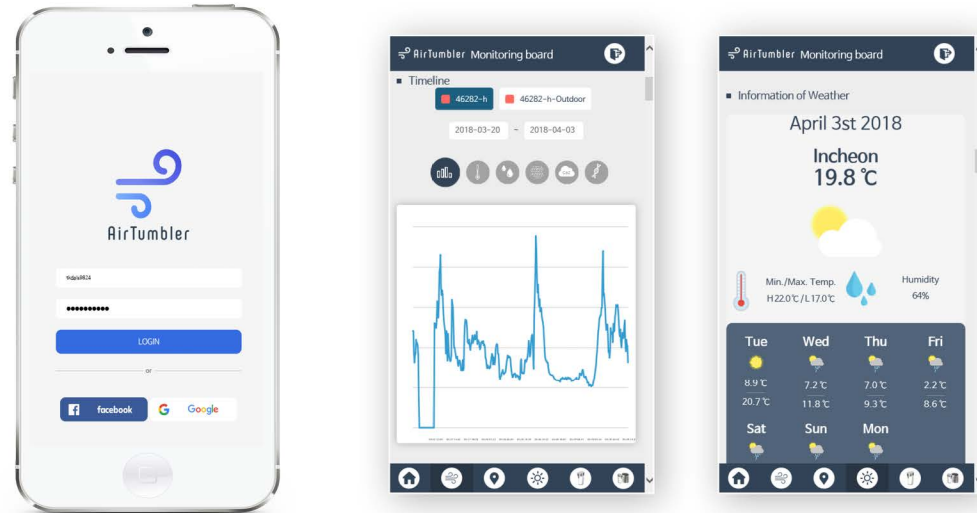 AirTumbler
LOGIN
or
facebook
Google
AirTumbler Monitoring board
Timeline
46282-h
46282-h-Outdoor
2018-03-20 - 2018-04-03
AirTumbler Monitoring board
Information of Weather
April 3st 2018
Incheon
19.8 ℃
Min./Max. Temp.
H22.0℃/L17.0℃
Humidity
64%
Tue Wed Thu Fri
8.9℃ 7.2℃ 7.0℃ 2.2℃
20.7℃ 11.8℃ 9.3℃ 8.6℃
Sat Sun Mon